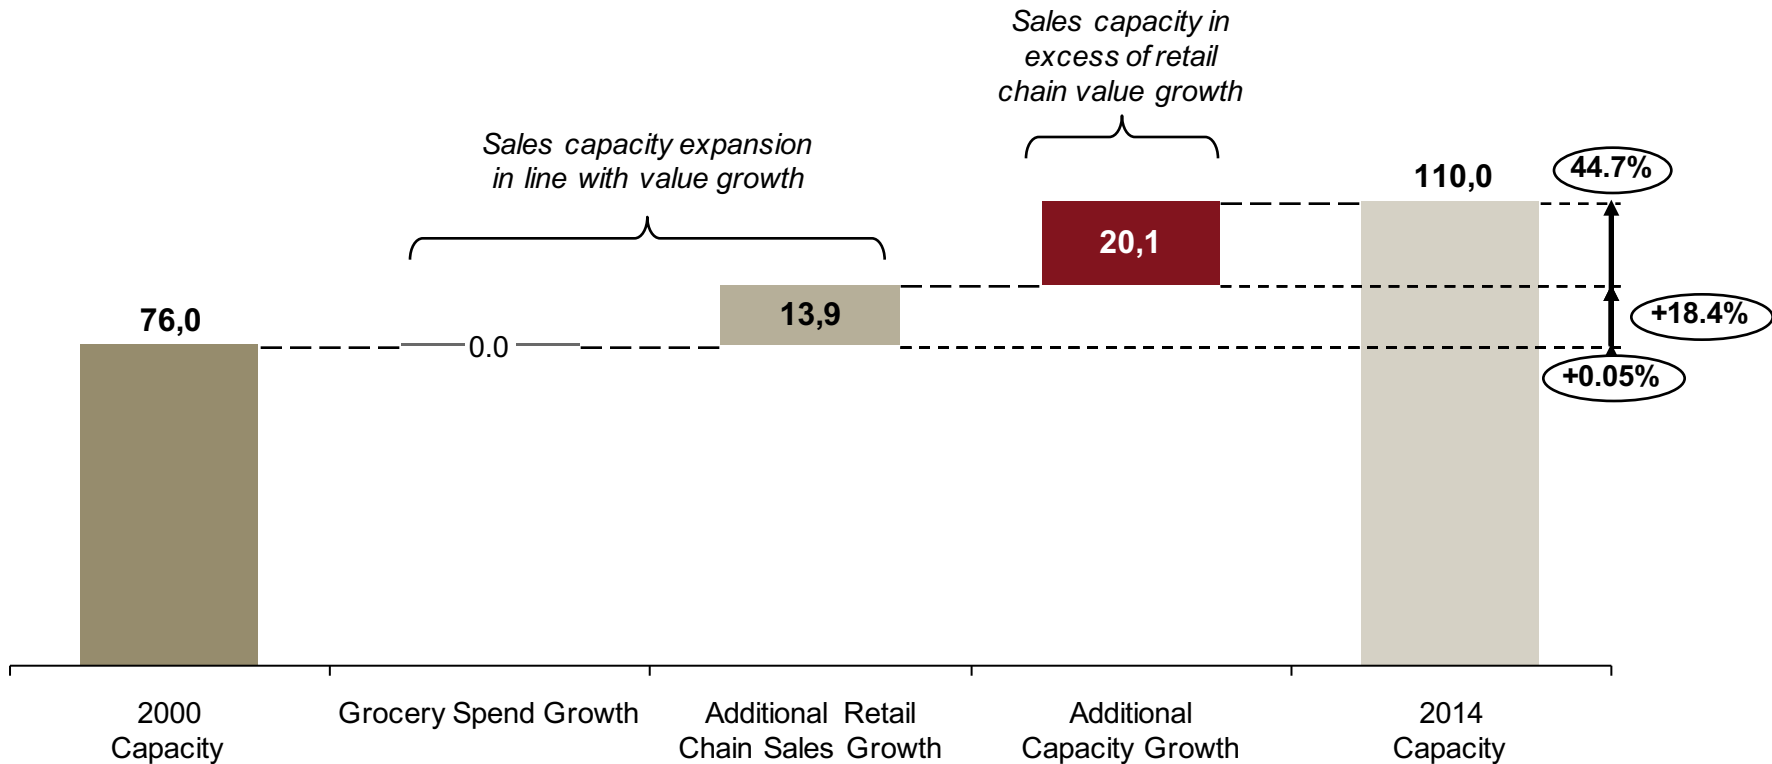 Sales capacity in
excess of retail
chain value growth
Sales capacity expansion
in line with value growth
44.7%
110,0
20,1
76,0
13,9
+18.4%
0.0
+0.05%
2000
Capacity
Grocery Spend Growth
Additional Retail
Chain Sales Growth
Additional
Capacity Growth
2014
Capacity